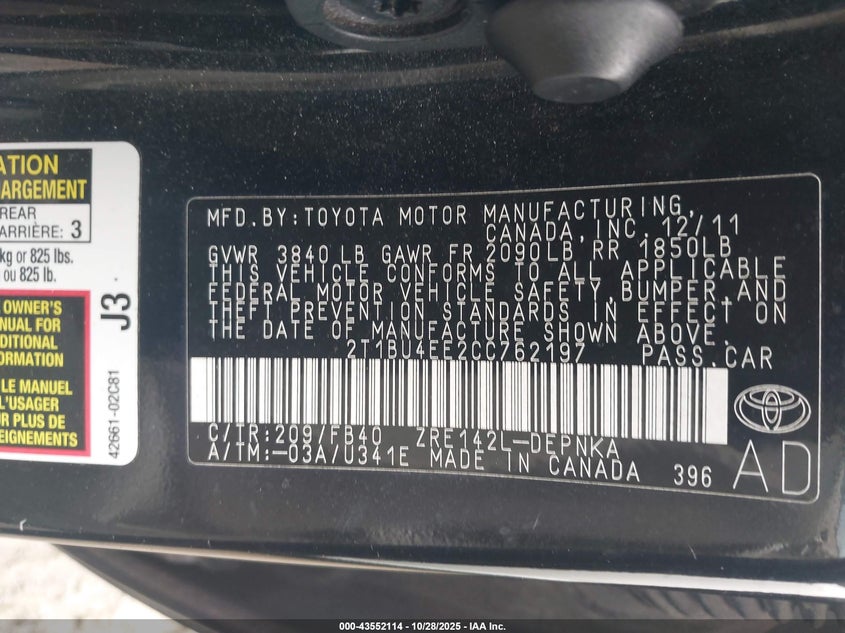 ATION
ARGEMENT
REAR
ARRIÈRE: 3
kg or 825 lbs.
ou 825 lb.
OWNER'S
NUAL FOR
DDITIONAL
ORMATION
LE MANUEL
L'USAGER
UR PLUS DE
EIGNEMENTS
J3
42661-02C81
MFD.BY:TOYOTA MOTOR MANUFACTURING,
CANADA,INC. 12/11
GVWR 3840 LB GAWR FR 2090LB, RR 1850LB
THIS VEHICLE CONFORMS TO ALL APPLICABLE
FEDERAL MOTOR VEHICLE SAFETY,BUMPER,AND
THEFT PREVENTION STANDARDS IN EFFECT ON
THE DATE OF MANUFACTURE SHOWN ABOVE.
2T1BU4EE2CC762197 PASS.CAR
C/TR:209/FB40 ZRE142L-DEPNKA
A/TM:-03A/U341E MADE IN CANADA 396
AD
000-43552114 | 10/28/2025 - IAA Inc.